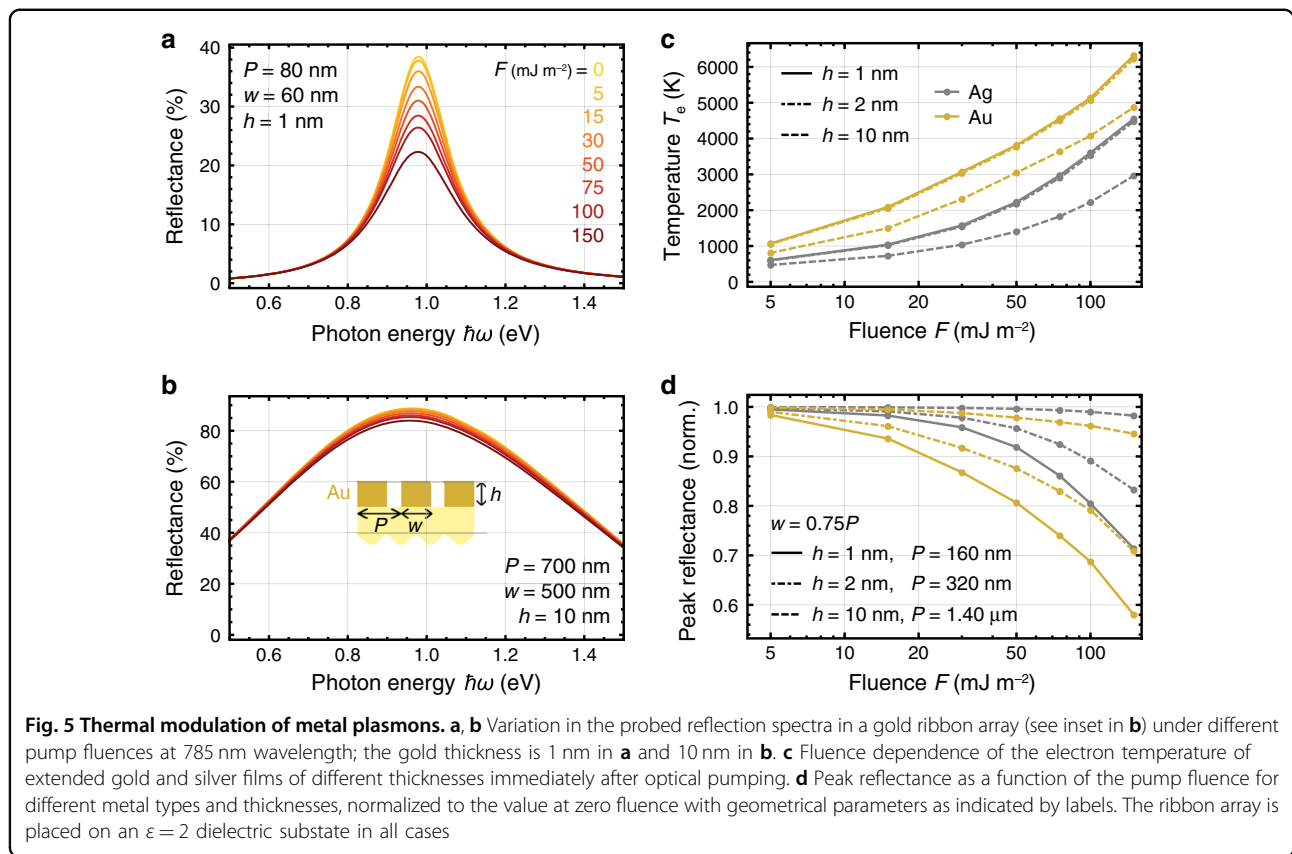 a
40
30
20
10
0
Reflectance (%)
P = 80 nm
w = 60 nm
h = 1 nm
F (mJ m⁻²) = 0
5
15
30
50
75
100
150
0.6 0.8 1.0 1.2 1.4
Photon energy ℏω (eV)
c
6000
5000
4000
3000
2000
1000
0
Temperature Tₑ (K)
h = 1 nm
h = 2 nm
h = 10 nm
Ag
Au
5 10 20 50 100
Fluence F (mJ m⁻²)
b
80
60
40
20
0
Reflectance (%)
Au
h
P
w
P = 700 nm
w = 500 nm
h = 10 nm
0.6 0.8 1.0 1.2 1.4
Photon energy ℏω (eV)
d
1.0
0.9
0.8
0.7
0.6
Peak reflectance (norm.)
w = 0.75P
h = 1 nm, P = 160 nm
h = 2 nm, P = 320 nm
h = 10 nm, P = 1.40 μm
5 10 20 50 100
Fluence F (mJ m⁻²)
Fig. 5 Thermal modulation of metal plasmons. a, b Variation in the probed reflection spectra in a gold ribbon array (see inset in b) under different
pump fluences at 785 nm wavelength; the gold thickness is 1 nm in a and 10 nm in b. c Fluence dependence of the electron temperature of
extended gold and silver films of different thicknesses immediately after optical pumping. d Peak reflectance as a function of the pump fluence for
different metal types and thicknesses, normalized to the value at zero fluence with geometrical parameters as indicated by labels. The ribbon array is
placed on an ε = 2 dielectric substrate in all cases